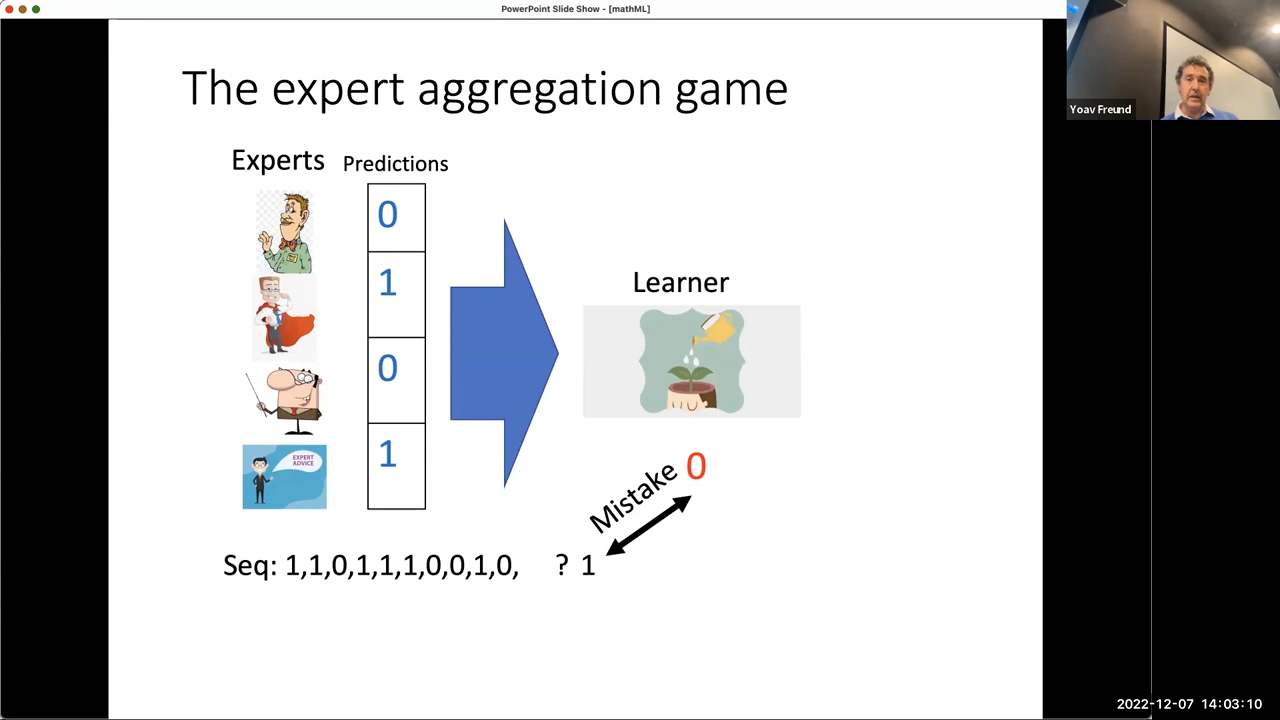 PowerPoint Slide Show - [mathML]
Yoav Freund
The expert aggregation game
Experts
Predictions
0
1
0
1
EXPERT
ADVICE
Learner
Mistake
0
Seq: 1,1,0,1,1,1,0,0,1,0, ? 1
2022-12-07 14:03:10